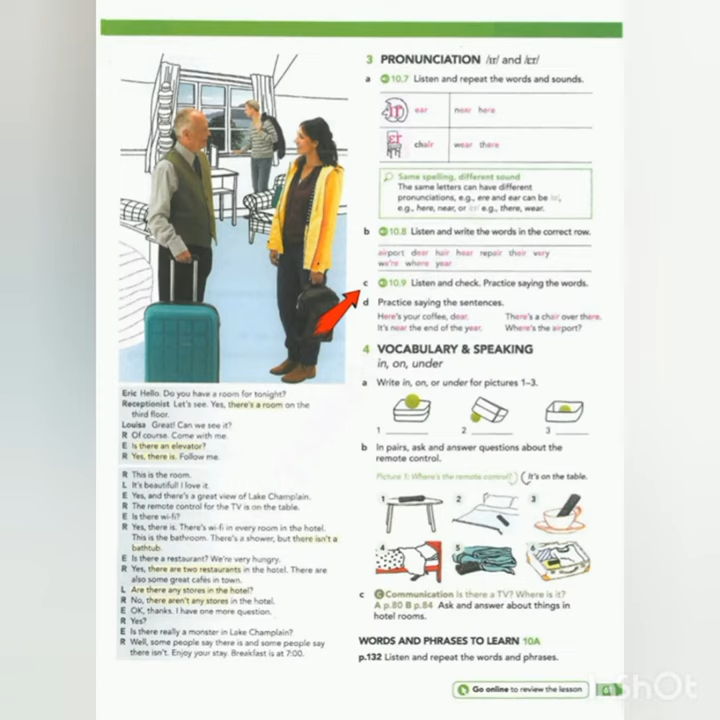 Eric Hello. Do you have a room for tonight?
Receptionist Let's see. Yes, there's a room on the
third floor.
Louisa Great! Can we see it?
R Of course. Come with me.
E Is there an elevator?
R Yes, there is. Follow me.
R This is the room.
L It's beautiful! I love it.
E Yes, and there's a great view of Lake Champlain.
R The remote control for the TV is on the table.
E Is there wi-fi?
R Yes, there is. There's wi-fi in every room in the hotel.
This is the bathroom. There's a shower, but there isn't a
bathtub.
E Is there a restaurant? We're very hungry.
R Yes, there are two restaurants in the hotel. There are
also some great cafés in town.
L Are there any stores in the hotel?
R No, there aren't any stores in the hotel.
E OK, thanks. I have one more question.
R Yes?
E Is there really a monster in Lake Champlain?
R Well, some people say there is and some people say
there isn't. Enjoy your stay. Breakfast is at 7:00.
3 PRONUNCIATION /ɪr/ and /ɛr/
a 10.7 Listen and repeat the words and sounds.
ɪr ear near here
ɛr chair wear there
Same spelling, different sound
The same letters can have different
pronunciations, e.g., ere and ear can be /ɪr/,
e.g., here, near, or /ɛr/ e.g., there, wear.
b 10.8 Listen and write the words in the correct row.
airport dear hair hear repair their very
we're where year
c 10.9 Listen and check. Practice saying the words.
d Practice saying the sentences.
Here's your coffee, dear. There's a chair over there.
It's near the end of the year. Where's the airport?
4 VOCABULARY & SPEAKING
in, on, under
a Write in, on, or under for pictures 1–3.
1 2 3
b In pairs, ask and answer questions about the
remote control.
Picture 1: Where's the remote control? It's on the table.
1 2 3
4 5
c Communication Is there a TV? Where is it?
A p.80 B p.84 Ask and answer about things in
hotel rooms.
WORDS AND PHRASES TO LEARN 10A
p.132 Listen and repeat the words and phrases.
Go online to review the lesson